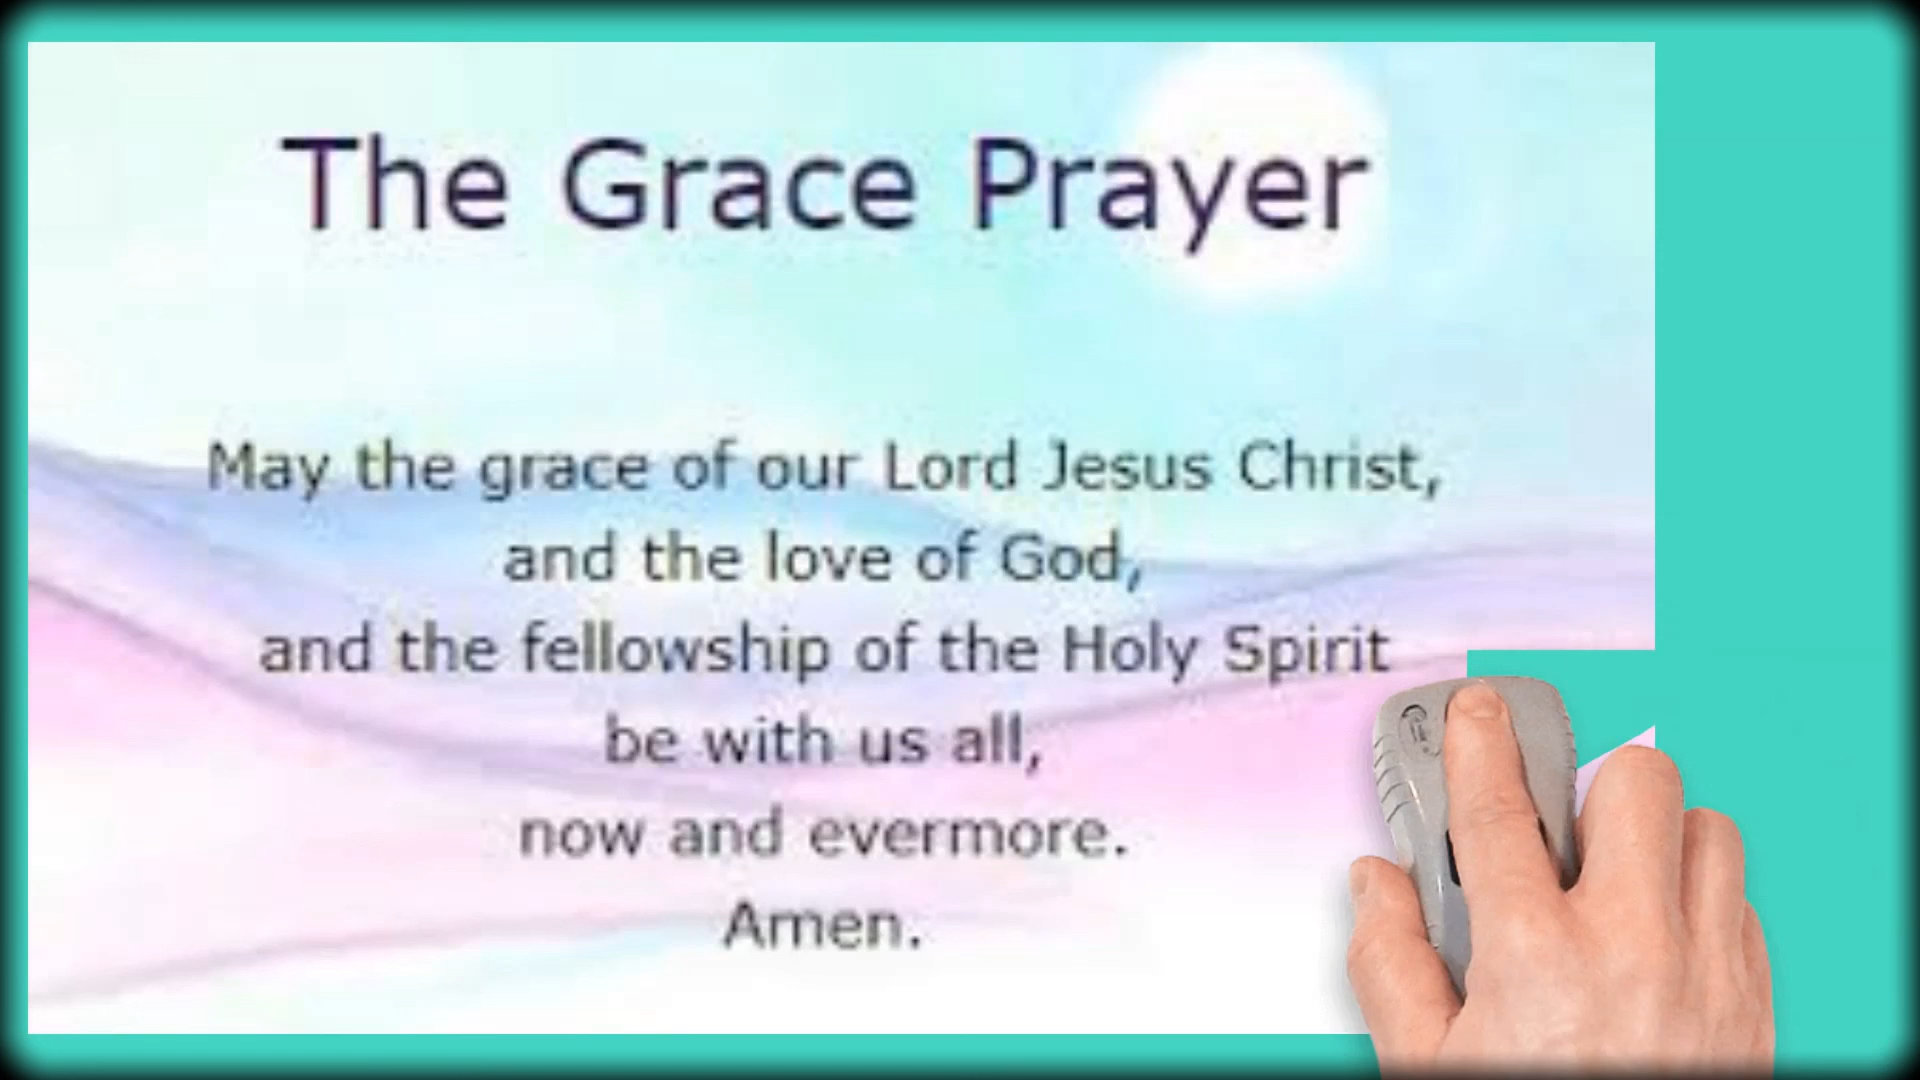 The Grace Prayer
May the grace of our Lord Jesus Christ,
and the love of God,
and the fellowship of the Holy Spirit
be with us all,
now and evermore.
Amen.